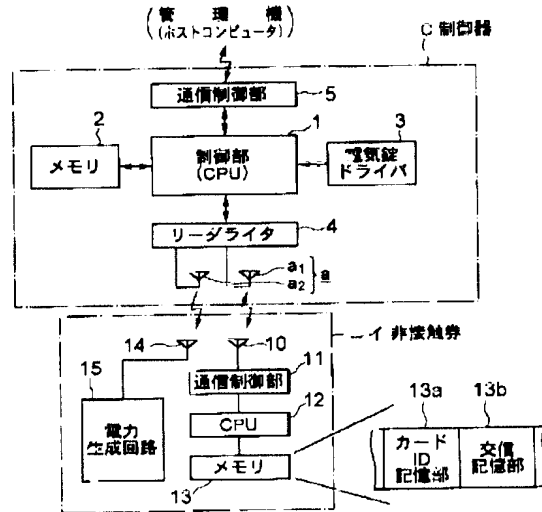 管理機
(ホストコンピュータ)
C 制御器
通信制御部
5
1
2
3
メモリ
制御部
(CPU)
電気錠
ドライバ
4
リーダライタ
a1
a2
a
14
10
イ 非接触券
11
通信制御部
15
12
CPU
電力
生成回路
メモリ
13
13a
13b
カード
ID
記憶部
交信
記憶部